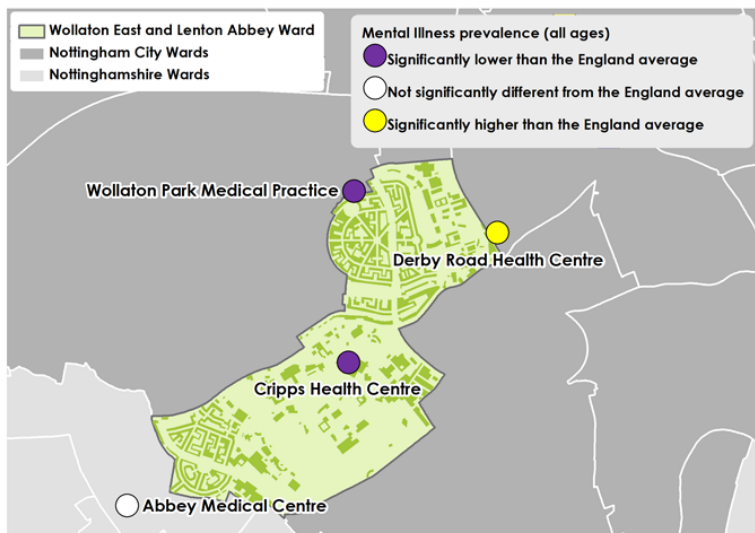 Wollaton East and Lenton Abbey Ward
Nottingham City Wards
Nottinghamshire Wards
Mental Illness prevalence (all ages)
Significantly lower than the England average
Not significantly different from the England average
Significantly higher than the England average
Wollaton Park Medical Practice
Derby Road Health Centre
Cripps Health Centre
Abbey Medical Centre